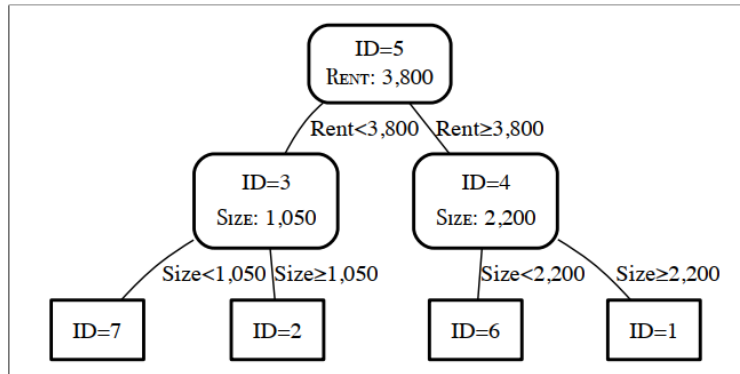 ID=5
RENT: 3,800
Rent<3,800 Rent≥3,800
ID=3 ID=4
SIZE: 1,050 SIZE: 2,200
Size<1,050 Size≥1,050 Size<2,200 Size≥2,200
ID=7 ID=2 ID=6 ID=1